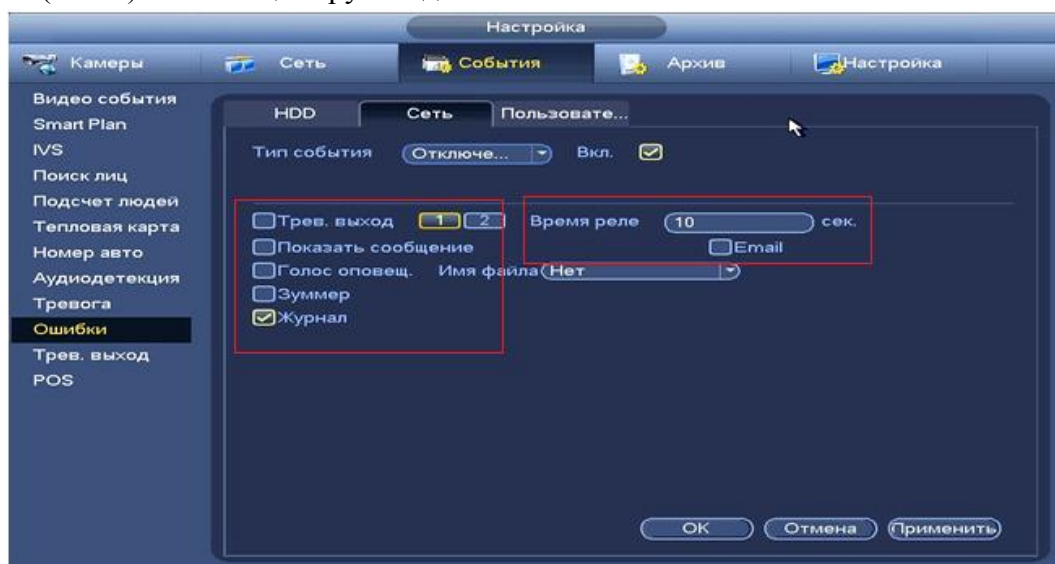 Настройка
Камеры Сеть События Архив Настройка
Видео события
Smart Plan
IVS
Поиск лиц
Подсчет людей
Тепловая карта
Номер авто
Аудиодетекция
Тревога
Ошибки
Трев. выход
POS
HDD Сеть Пользовате...
Тип события Отключе... Вкл.
Трев. выход 1 2 Время реле 10 сек.
Показать сообщение Email
Голос оповещ. Имя файла Нет
Зуммер
Журнал
OK Отмена Применить